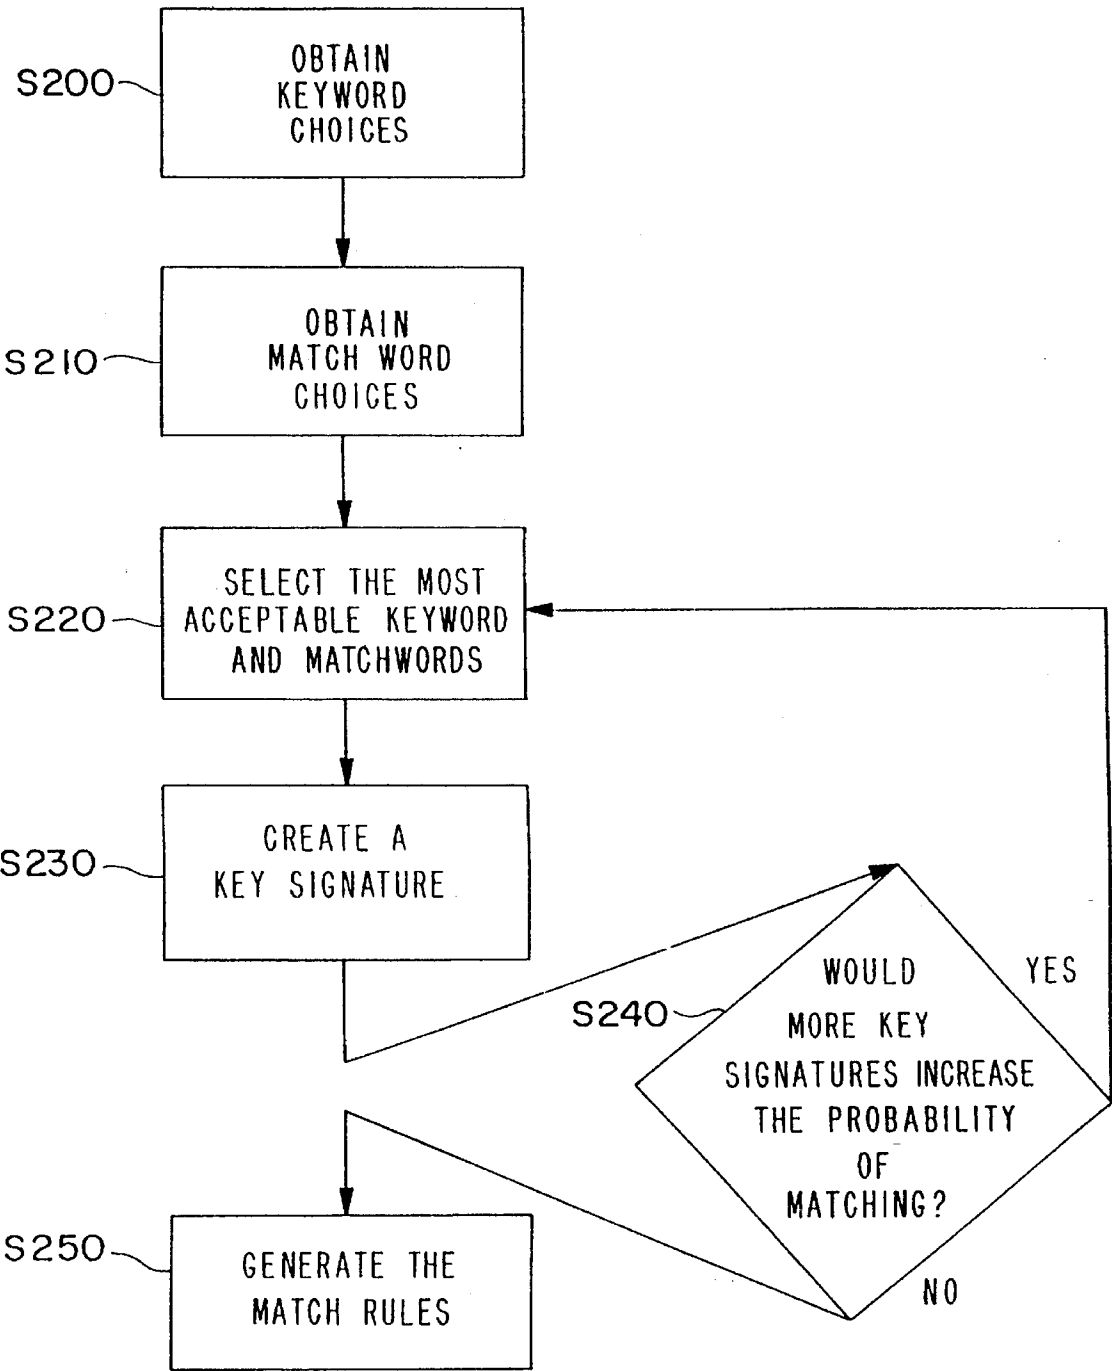 S200
OBTAIN
KEYWORD
CHOICES
S210
OBTAIN
MATCH WORD
CHOICES
S220
SELECT THE MOST
ACCEPTABLE KEYWORD
AND MATCHWORDS
S230
CREATE A
KEY SIGNATURE
S240
WOULD
MORE KEY
SIGNATURES INCREASE
THE PROBABILITY
OF
MATCHING?
YES
NO
S250
GENERATE THE
MATCH RULES